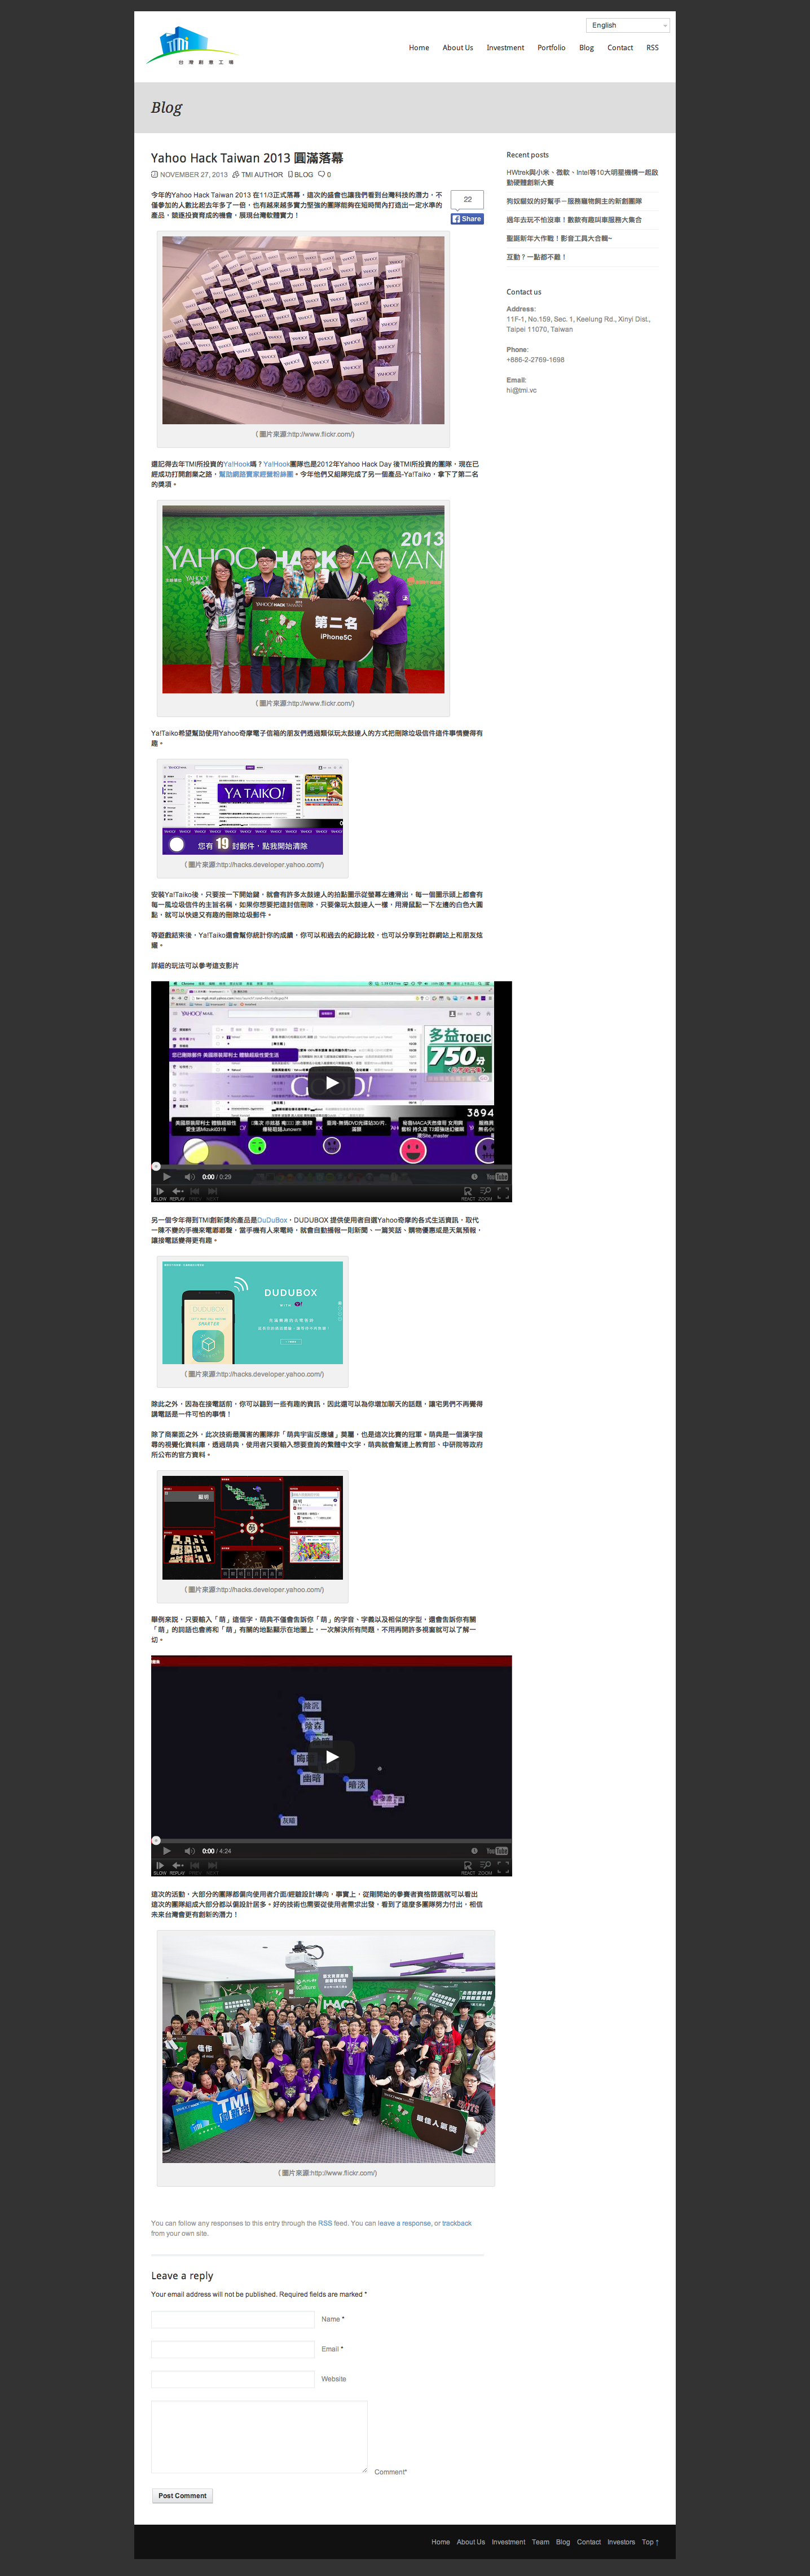 English
TMi
台灣創意工場
Home About Us Investment Portfolio Blog Contact RSS
Blog
Yahoo Hack Taiwan 2013 圓滿落幕
NOVEMBER 27, 2013 TMI AUTHOR BLOG 0
今年的Yahoo Hack Taiwan 2013 在11/3正式落幕，這次的盛會也讓我們看到台灣科技的潛力，不
僅參加的人數比起去年多了一倍，也有越來越多實力堅強的團隊能夠在短時間內打造出一定水準的
產品，競逐投資育成的機會，展現台灣軟體實力！
22
Share
（圖片來源:http://www.flickr.com/)
還記得去年TMI所投資的Ya!Hook嗎？Ya!Hook團隊也是2012年Yahoo Hack Day 後TMI所投資的團隊，現在已
經成功打開創業之路，幫助網路賣家經營粉絲團。今年他們又組隊完成了另一個產品-Ya!Taiko，拿下了第二名
的獎項。
2013
YAHOO! HACK TAIWAN
YAHOO! HACK TAIWAN
第二名
iPhone5C
（圖片來源:http://www.flickr.com/)
Ya!Taiko希望幫助使用Yahoo奇摩電子信箱的朋友們透過類似玩太鼓達人的方式把刪除垃圾信件這件事情變得有
趣。
YA TAIKO!
您有 19 封郵件，點我開始清除
（圖片來源:http://hacks.developer.yahoo.com/)
安裝Ya!Taiko後，只要按一下開始鍵，就會有許多太鼓達人的拍點圖示從螢幕左邊滑出，每一個圖示頭上都會有
每一風垃圾信件的主旨名稱，如果你想要把這封信刪除，只要像玩太鼓達人一樣，用滑鼠點一下左邊的白色大圓
點，就可以快速又有趣的刪除垃圾郵件。
等遊戲結束後，Ya!Taiko還會幫你統計你的成績，你可以和過去的紀錄比較，也可以分享到社群網站上和朋友炫
耀。
詳細的玩法可以參考這支影片
YAHOO! MAIL
多益TOEIC
750分
GOOD!
3894
0:00 / 0:29
SLOW REPLAY PREV NEXT REACT ZOOM
另一個今年得到TMI創新獎的產品是DuDuBox，DUDUBOX 提供使用者自選Yahoo奇摩的各式生活資訊，取代
一陳不變的手機來電嘟嘟聲，當手機有人來電時，就會自動播報一則新聞、一篇笑話、購物優惠或是天氣預報，
讓接電話變得更有趣。
DUDUBOX
WITH Y!
DUDUBOX
SMARTER
（圖片來源:http://hacks.developer.yahoo.com/)
除此之外，因為在接電話前，你可以聽到一些有趣的資訊，因此還可以為你增加聊天的話題，讓宅男們不再覺得
講電話是一件可怕的事情！
除了商業面之外，此次技術最厲害的團隊非「萌典宇宙反應爐」莫屬，也是這次比賽的冠軍。萌典是一個漢字搜
尋的視覺化資料庫，透過萌典，使用者只要輸入想要查詢的繁體中文字，萌典就會幫連上教育部、中研院等政府
所公布的官方資料。
（圖片來源:http://hacks.developer.yahoo.com/)
舉例來說，只要輸入「萌」這個字，萌典不僅會告訴你「萌」的字音、字義以及相似的字型，還會告訴你有關
「萌」的詞語也會將和「萌」有關的地點顯示在地圖上，一次解決所有問題，不用再開許多視窗就可以了解一
切。
陰沉
陰森
幽暗
暗淡
灰暗
0:00 / 4:24
SLOW REPLAY PREV NEXT REACT ZOOM
這次的活動，大部分的團隊都偏向使用者介面/經驗設計導向，事實上，從剛開始的參賽者資格篩選就可以看出
這次的團隊組成大部分都以偏設計居多。好的技術也需要從使用者需求出發，看到了這麼多團隊努力付出，相信
未來台灣會更有創新的潛力！
HACK
TMI
創新獎
最佳人氣獎
（圖片來源:http://www.flickr.com/)
You can follow any responses to this entry through the RSS feed. You can leave a response, or trackback
from your own site.
Leave a reply
Your email address will not be published. Required fields are marked *
Name *
Email *
Website
Comment*
Post Comment
Recent posts
HWtrek與小米、微軟、Intel等10大明星機構一起啟
動硬體創新大賽
狗奴貓奴的好幫手－服務寵物飼主的新創團隊
過年去玩不怕沒車！數款有趣叫車服務大集合
聖誕新年大作戰！影音工具大合輯~
互動？一點都不難！
Contact us
Address:
11F-1, No.159, Sec. 1, Keelung Rd., Xinyi Dist.,
Taipei 11070, Taiwan
Phone:
+886-2-2769-1698
Email:
hi@tmi.vc
Home About Us Investment Team Blog Contact Investors Top ↑